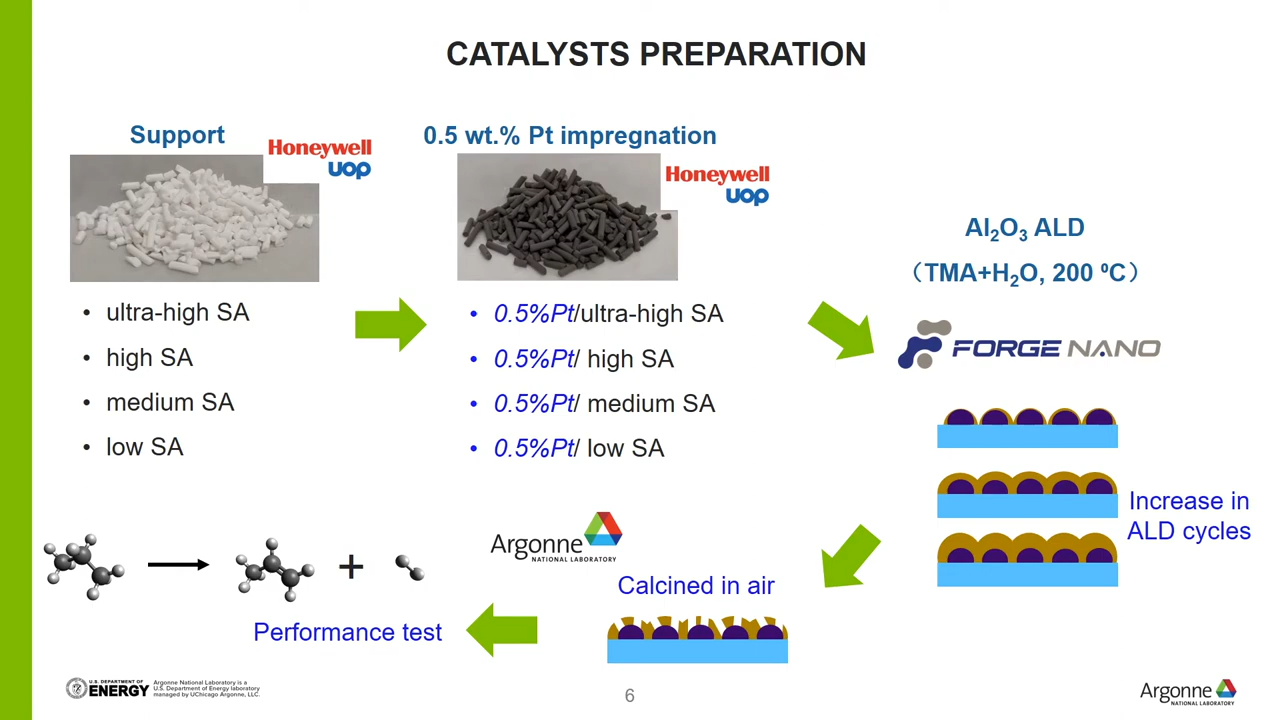 CATALYSTS PREPARATION
Support
Honeywell
UOP
0.5 wt.% Pt impregnation
Honeywell
UOP
• ultra-high SA
• high SA
• medium SA
• low SA
• 0.5%Pt/ultra-high SA
• 0.5%Pt/ high SA
• 0.5%Pt/ medium SA
• 0.5%Pt/ low SA
Al₂O₃ ALD
（TMA+H₂O, 200 ⁰C）
FORGE NANO
Increase in
ALD cycles
Argonne
NATIONAL LABORATORY
Calcined in air
+
Performance test
U.S. DEPARTMENT OF
ENERGY
Argonne National Laboratory is a
U.S. Department of Energy laboratory
managed by UChicago Argonne, LLC.
6
Argonne
NATIONAL LABORATORY